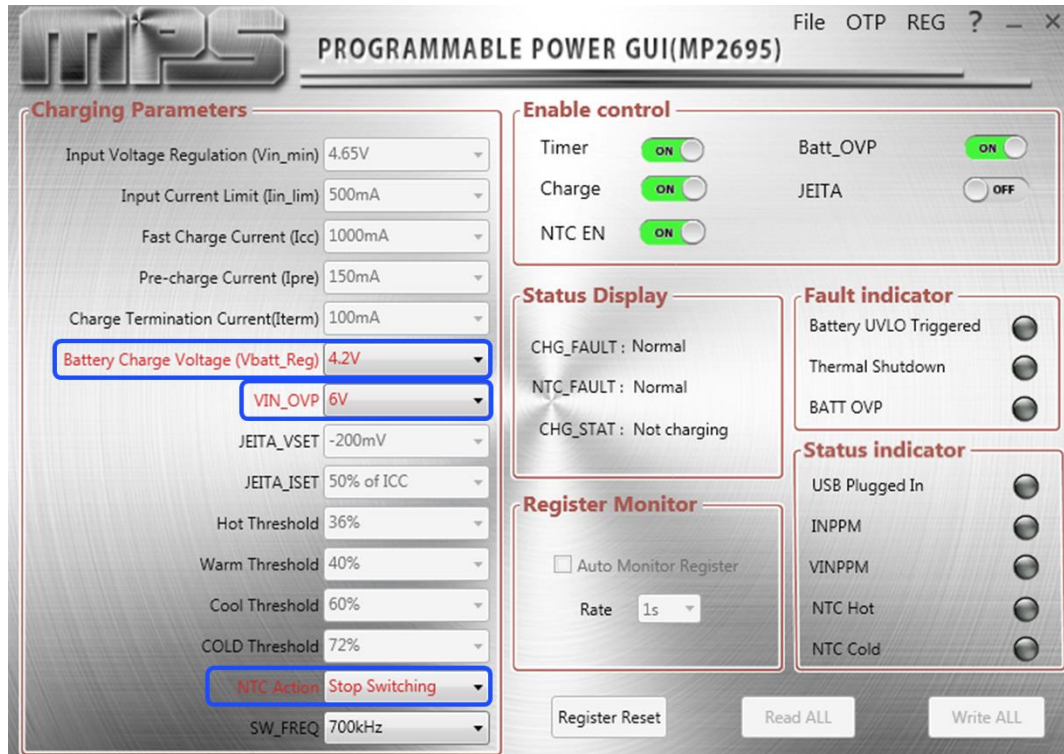 MPS
PROGRAMMABLE POWER GUI(MP2695)
File OTP REG ? – ×
Charging Parameters
Input Voltage Regulation (Vin_min) 4.65V
Input Current Limit (Iin_lim) 500mA
Fast Charge Current (Icc) 1000mA
Pre-charge Current (Ipre) 150mA
Charge Termination Current(Iterm) 100mA
Battery Charge Voltage (Vbatt_Reg) 4.2V
VIN_OVP 6V
JEITA_VSET -200mV
JEITA_ISET 50% of ICC
Hot Threshold 36%
Warm Threshold 40%
Cool Threshold 60%
COLD Threshold 72%
NTC Action Stop Switching
SW_FREQ 700kHz
Enable control
Timer ON Batt_OVP ON
Charge ON JEITA OFF
NTC EN ON
Status Display
CHG_FAULT : Normal
NTC_FAULT : Normal
CHG_STAT : Not charging
Fault indicator
Battery UVLO Triggered
Thermal Shutdown
BATT OVP
Register Monitor
Auto Monitor Register
Rate 1s
Status indicator
USB Plugged In
INPPM
VINPPM
NTC Hot
NTC Cold
Register Reset Read ALL Write ALL